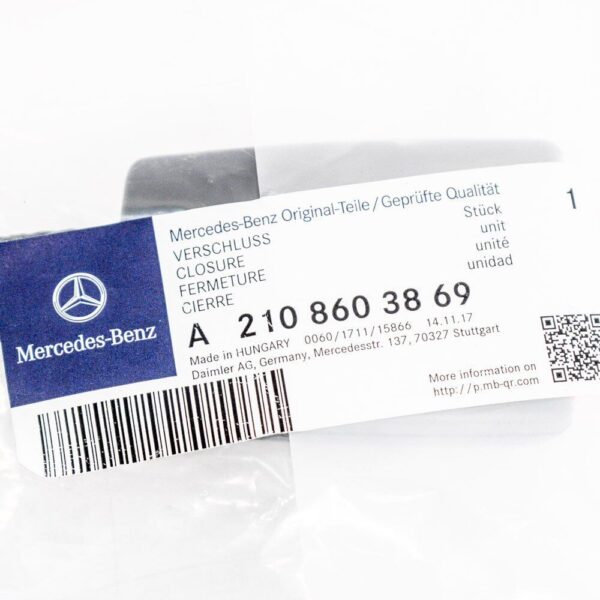 Mercedes-Benz Original-Teile/Geprüfte Qualität
VERSCHLUSS Stück 1
CLOSURE unit
FERMETURE unité
CIERRE unidad
A 210 860 38 69
Made in HUNGARY 0060/1711/15866 14.11.17
Daimler AG, Germany, Mercedesstr. 137, 70327 Stuttgart
Mercedes-Benz
More information on
http://p.mb-qr.com